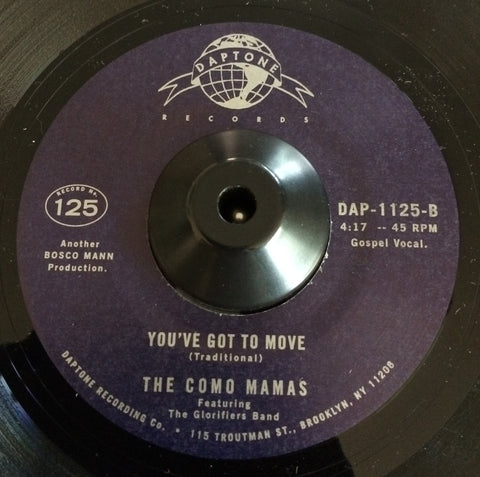 DAPTONE
RECORDS
RECORD No.
125
Another
BOSCO MANN
Production.
DAP-1125-B
4:17 -- 45 RPM
Gospel Vocal.
YOU'VE GOT TO MOVE
(Traditional)
THE COMO MAMAS
Featuring
The Glorifiers Band
DAPTONE RECORDING Co. • 115 TROUTMAN ST., BROOKLYN, NY 11206